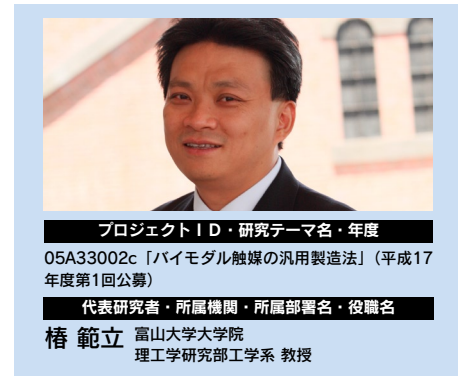 プロジェクトＩＤ・研究テーマ名・年度
05A33002c「バイモダル触媒の汎用製造法」（平成17
年度第1回公募）
代表研究者・所属機関・所属部署名・役職名
椿 範立 富山大学大学院
理工学研究部工学系 教授